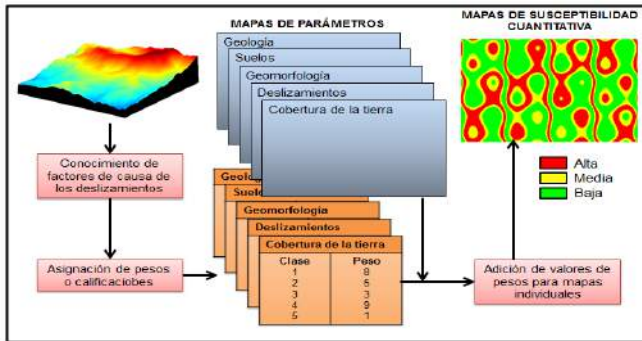 MAPAS DE PARÁMETROS
MAPAS DE SUSCEPTIBILIDAD
CUANTITATIVA
Geología
Suelos
Geomorfología
Deslizamientos
Cobertura de la tierra
Alta
Media
Baja
Conocimiento de
factores de causa de
los deslizamientos
Asignación de pesos
o calificaciobes
Suelos
Geomorfología
Deslizamientos
Cobertura de la tierra
Clase Peso
1 8
2 5
3 3
4 9
5 1
Adición de valores de
pesos para mapas
individuales